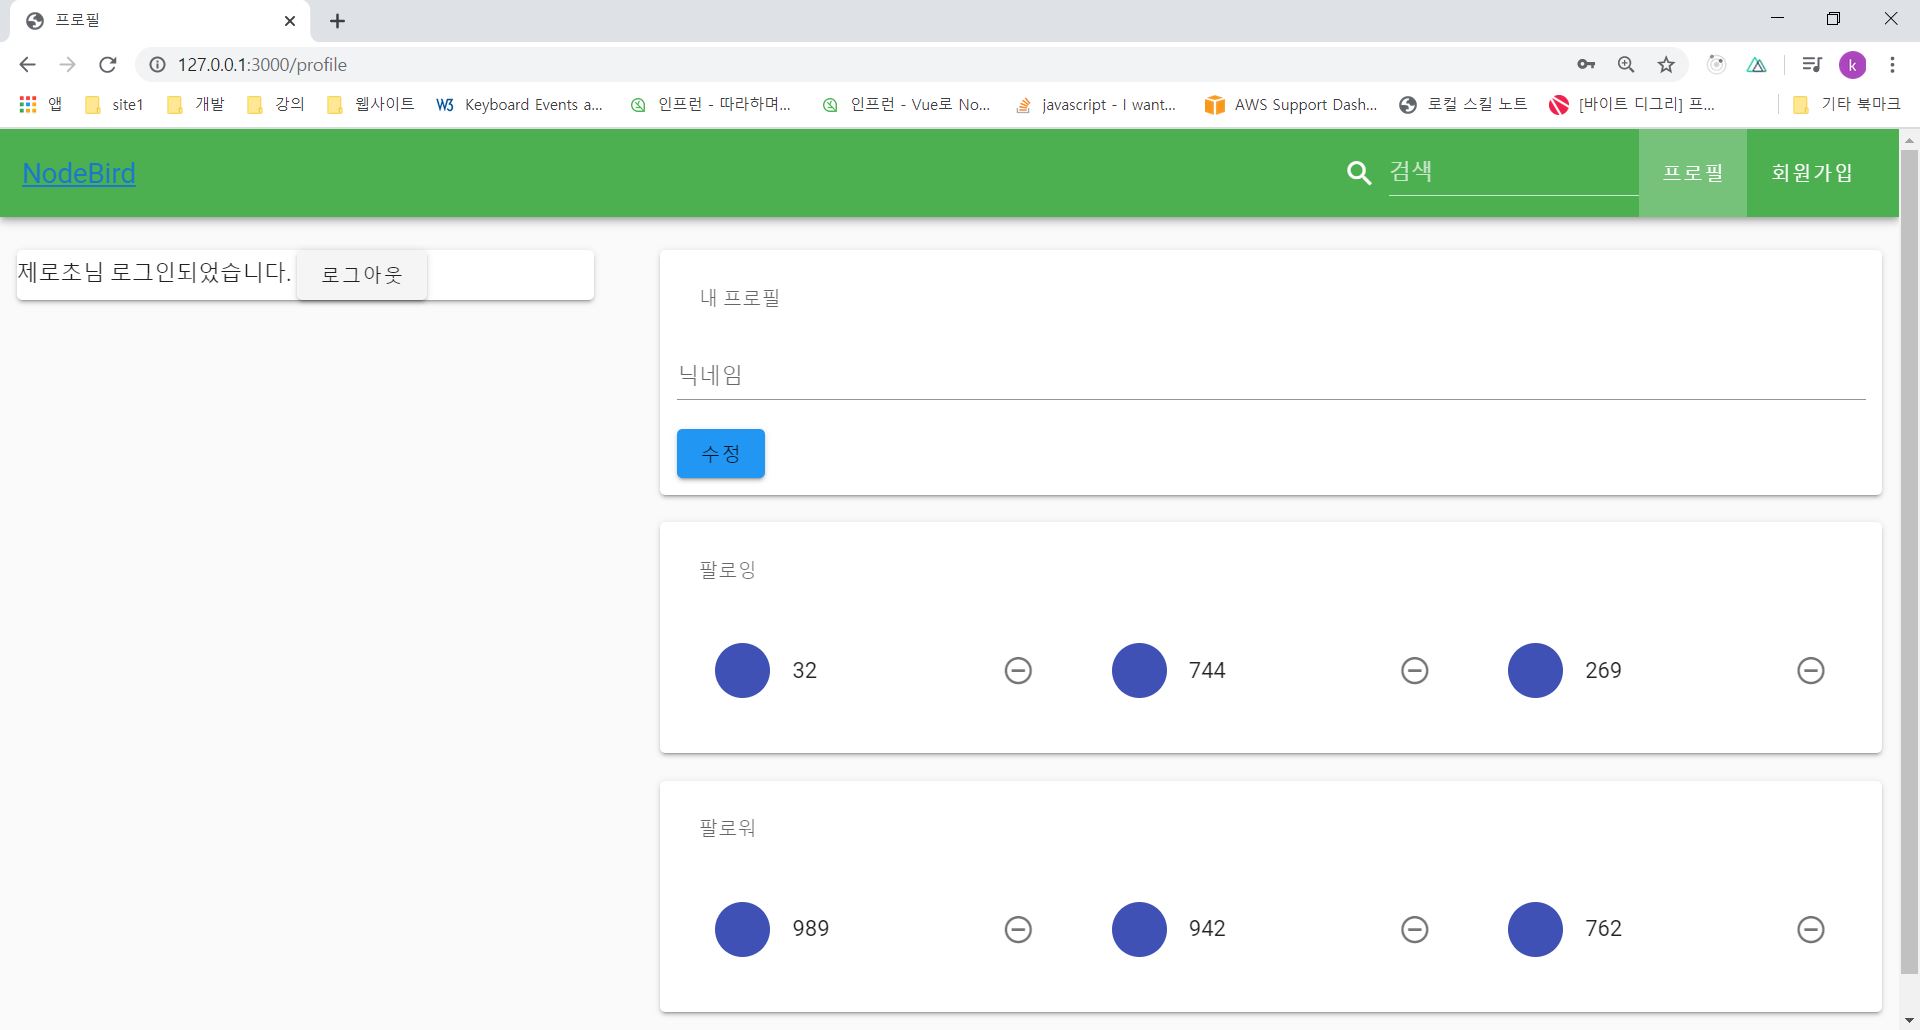 프로필
127.0.0.1:3000/profile
k
앱 site1 개발 강의 웹사이트 W3 Keyboard Events a... 인프런 - 따라하며... 인프런 - Vue로 No... javascript - I want... AWS Support Dash... 로컬 스킬 노트 [바이트 디그리] 프... 기타 북마크
NodeBird 검색 프로필 회원가입
제로초님 로그인되었습니다. 로그아웃
내 프로필
닉네임
수정
팔로잉
32 744 269
팔로워
989 942 762